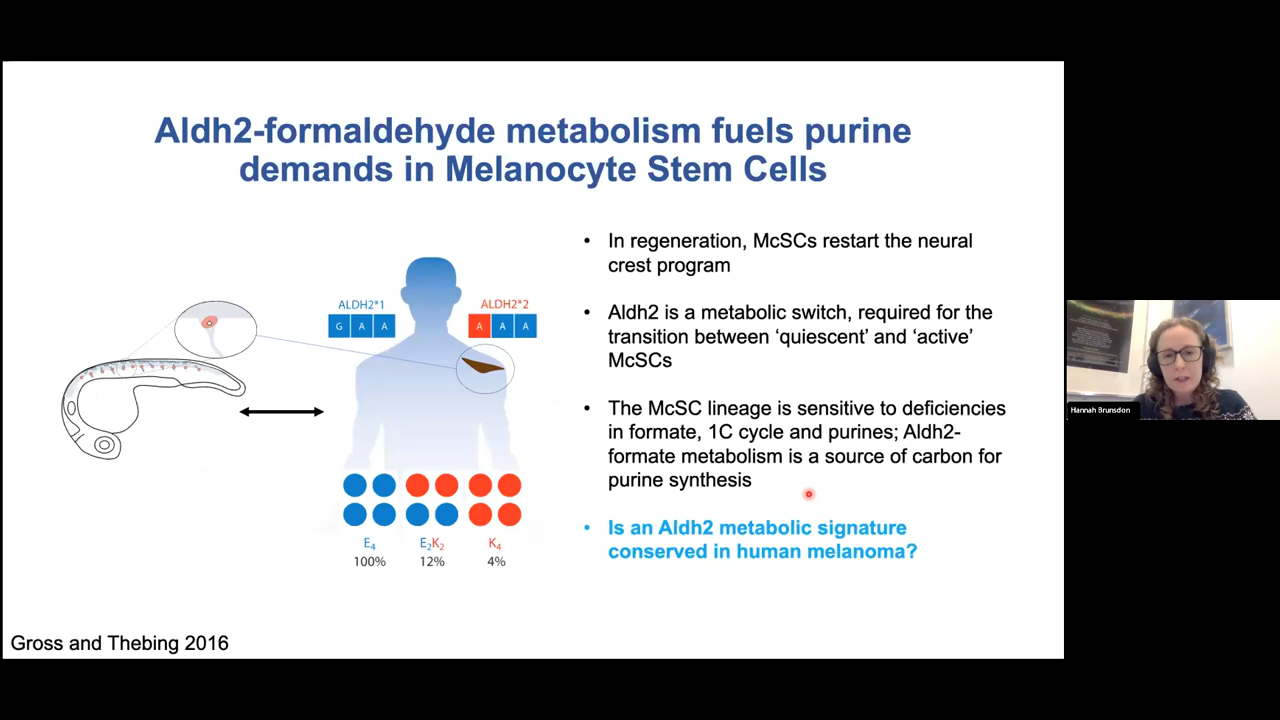 Aldh2-formaldehyde metabolism fuels purine
demands in Melanocyte Stem Cells
ALDH2*1
G A A
ALDH2*2
A A A
E4
100%
E2K2
12%
K4
4%
• In regeneration, McSCs restart the neural
crest program
• Aldh2 is a metabolic switch, required for the
transition between ‘quiescent’ and ‘active’
McSCs
• The McSC lineage is sensitive to deficiencies
in formate, 1C cycle and purines; Aldh2-
formate metabolism is a source of carbon for
purine synthesis
• Is an Aldh2 metabolic signature
conserved in human melanoma?
Gross and Thebing 2016
Hannah Brunsdon